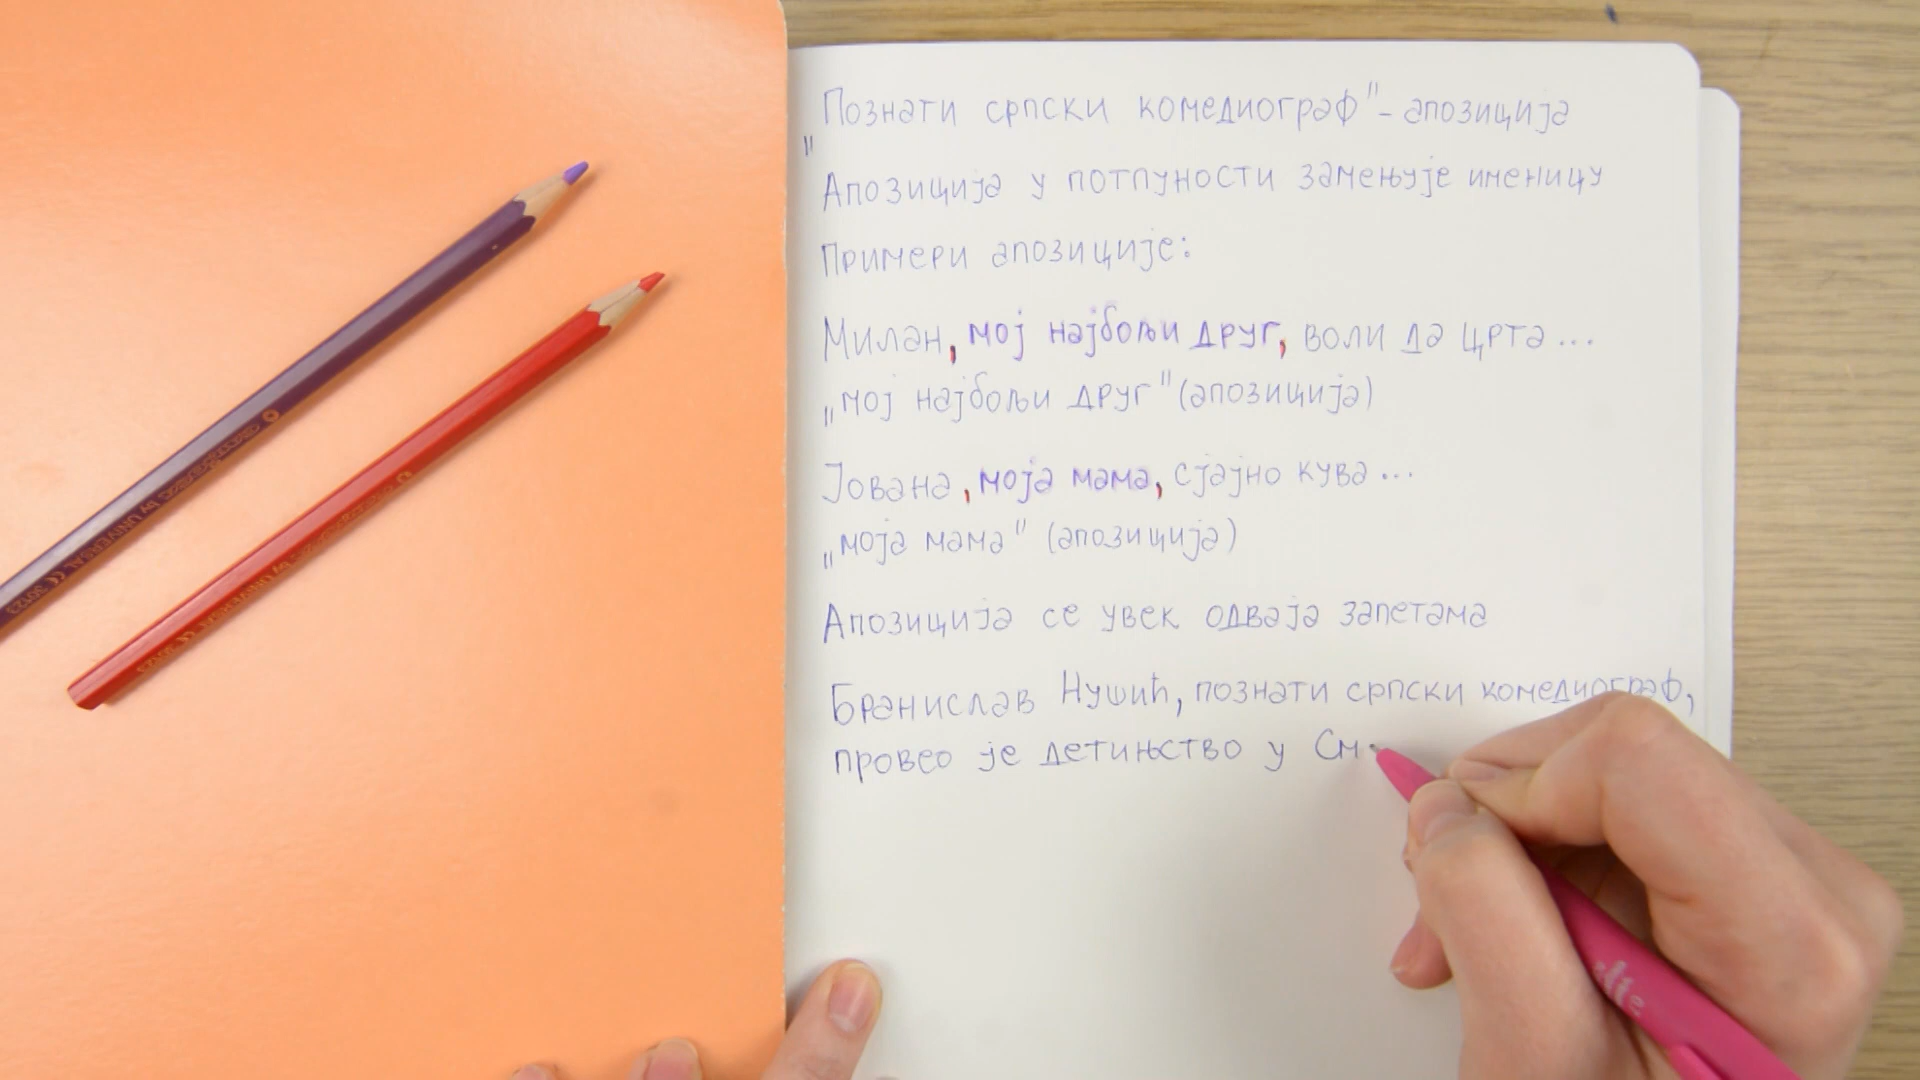 „Познати српски комедиограф" - апозиција
Апозиција у потпуности замењује именицу
Примери апозиције:
Милан, мој најбољи друг, воли да црта...
„мој најбољи друг" (апозиција)
Јована, моја мама, сјајно кува...
„моја мама" (апозиција)
Апозиција се увек одваја запетама
Бранислав Нушић, познати српски комедиограф,
провео је детињство у См